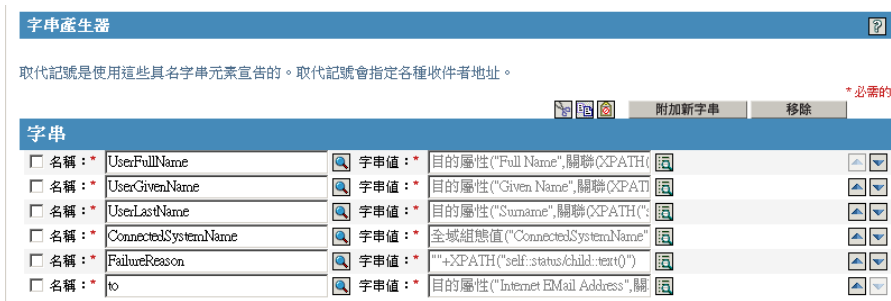 字串產生器
取代記號是使用這些具名字串元素宣告的。取代記號會指定各種收件者地址。
*必需的
附加新字串 移除
字串
名稱：* UserFullName 字串值：* 目的屬性("Full Name",關聯(XPATH(
名稱：* UserGivenName 字串值：* 目的屬性("Given Name",關聯(XPATI
名稱：* UserLastName 字串值：* 目的屬性("Surname",關聯(XPATH(":
名稱：* ConnectedSystemName 字串值：* 全域組態值("ConnectedSystemName"
名稱：* FailureReason 字串值：* ""+XPATH("self::status/child::text()")
名稱：* to 字串值：* 目的屬性("Internet EMail Address",關